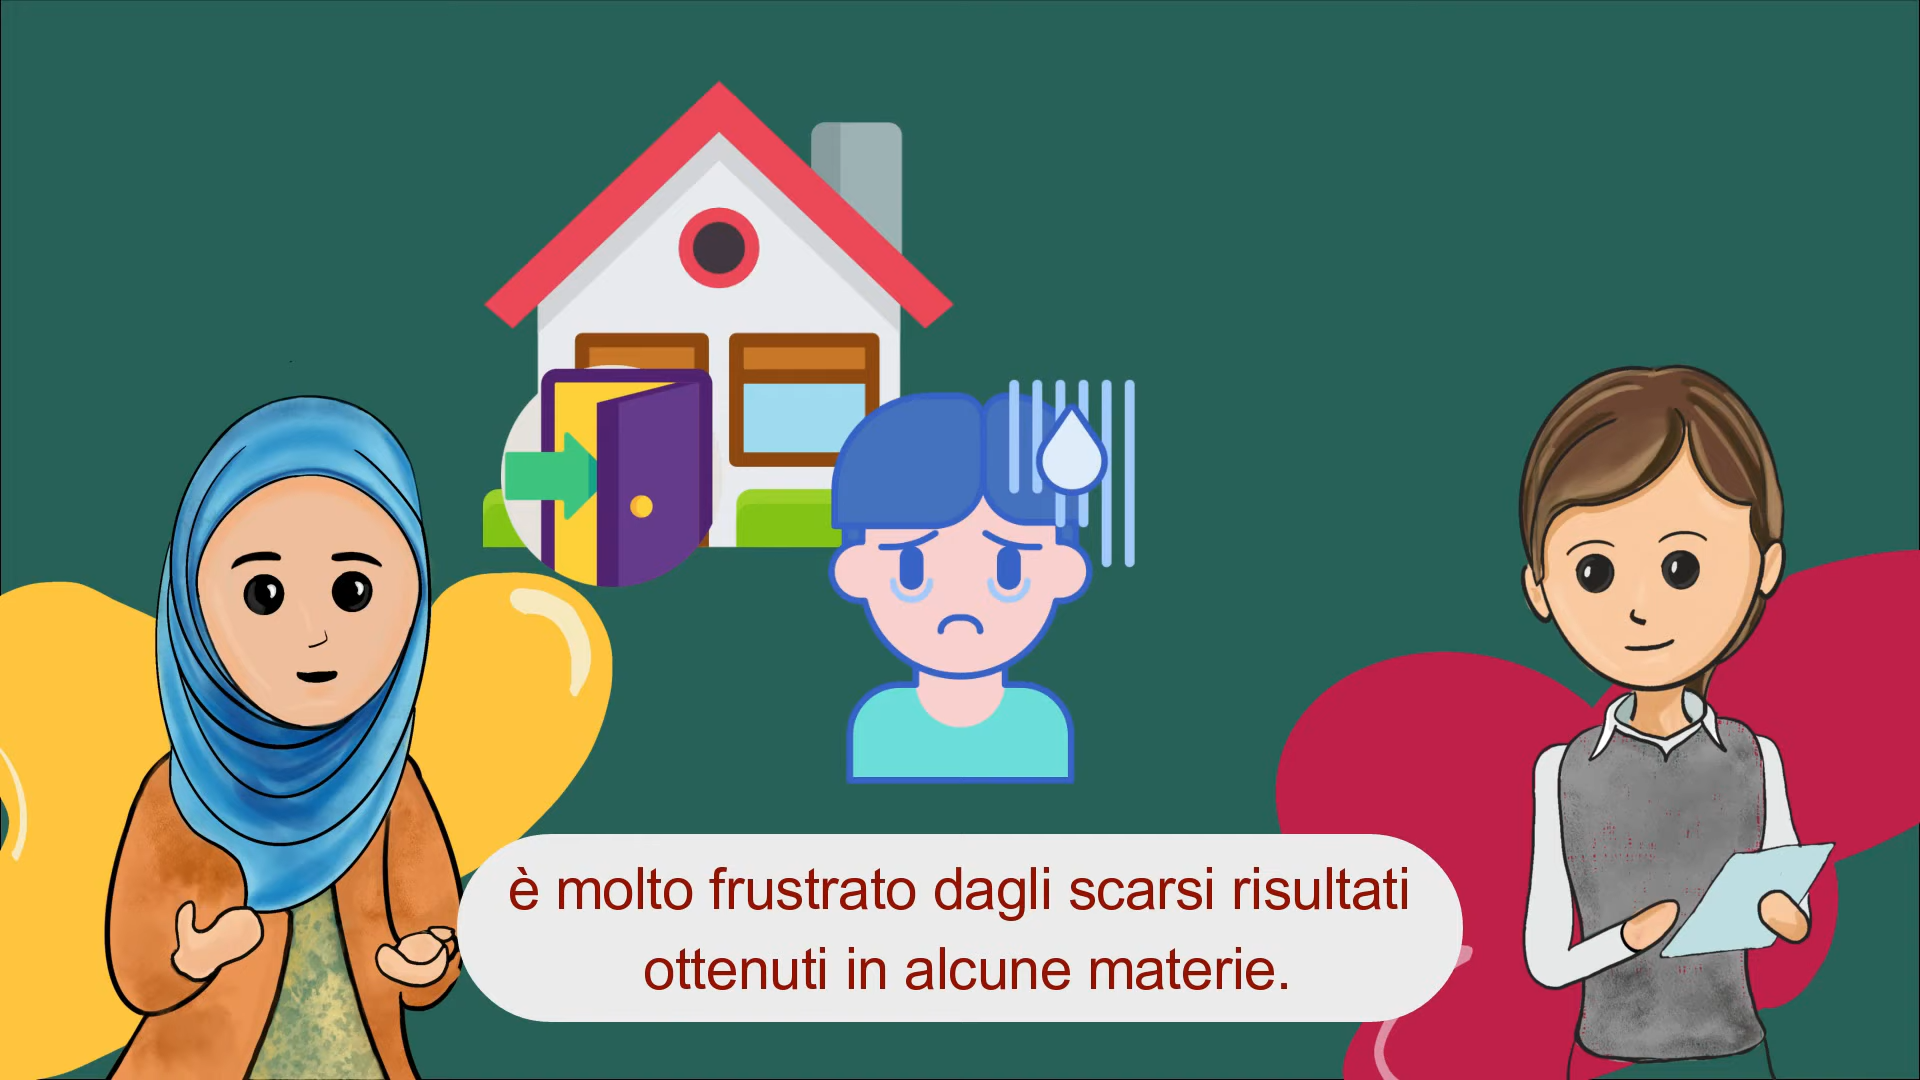 è molto frustrato dagli scarsi risultati
ottenuti in alcune materie.